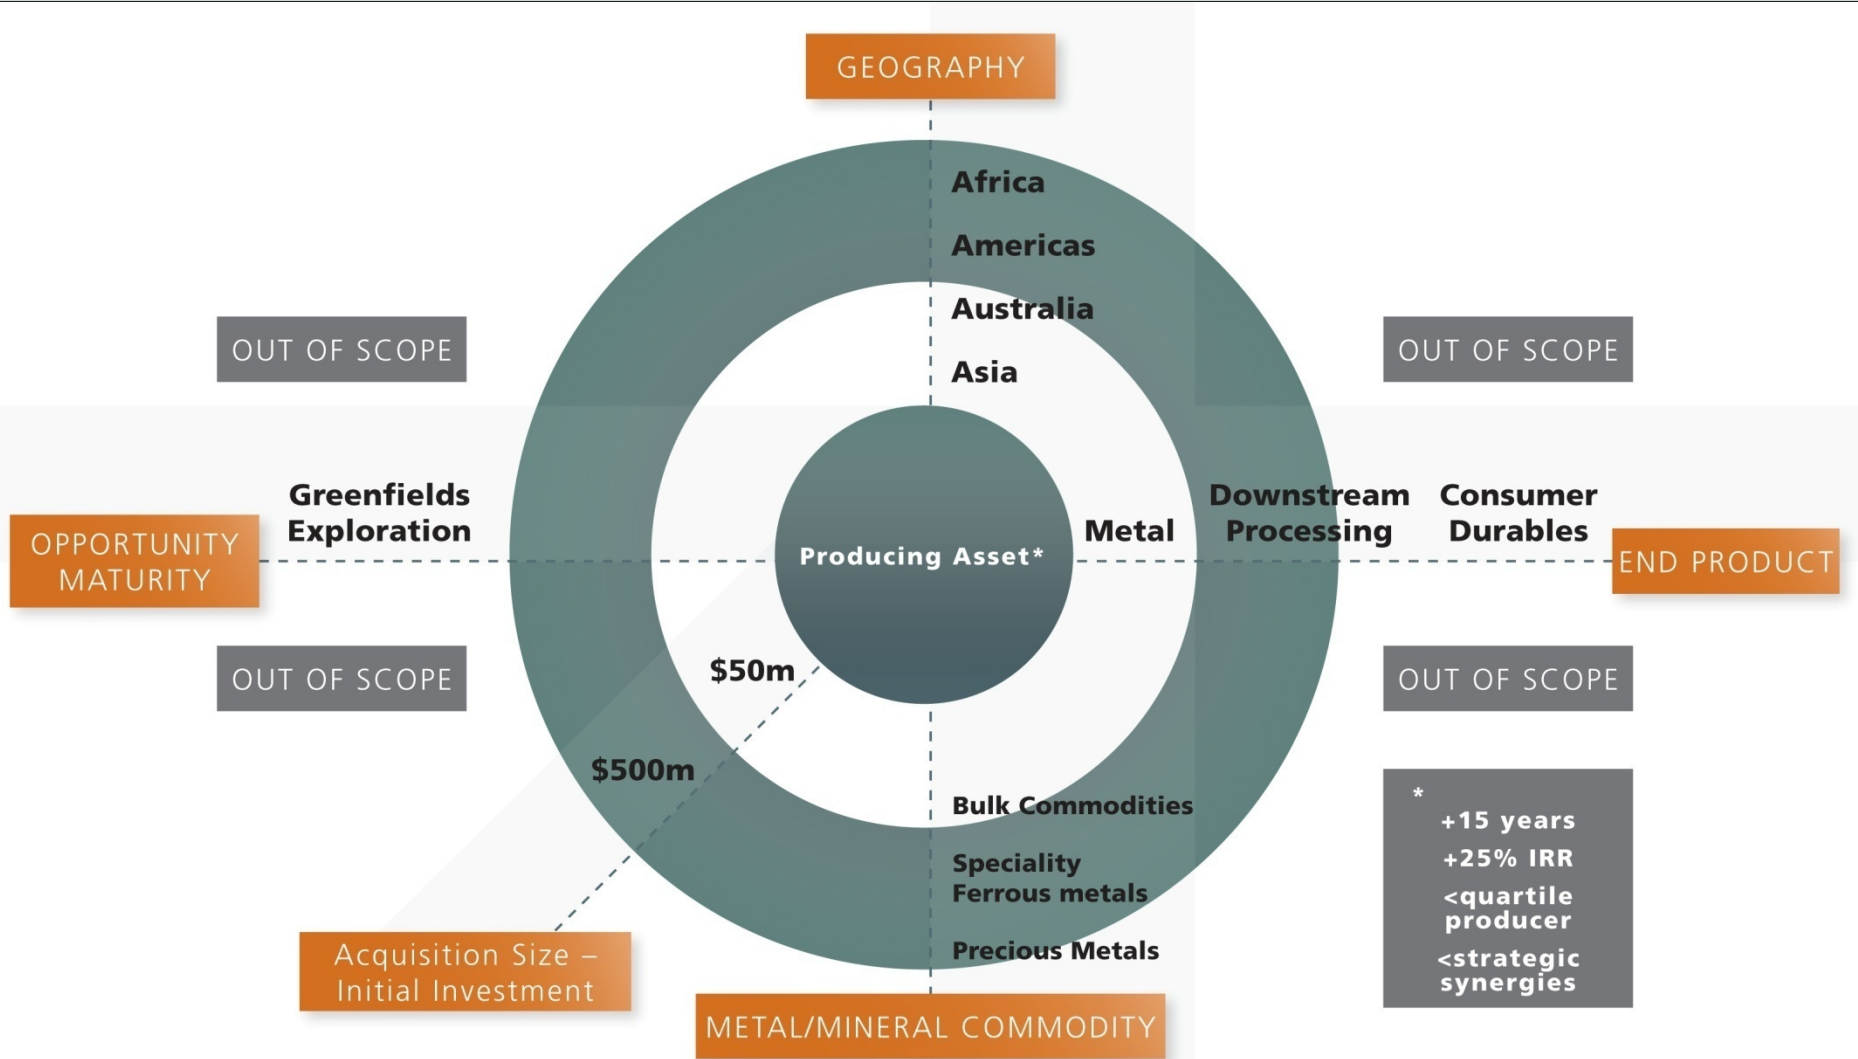 GEOGRAPHY
Africa
Americas
Australia
Asia
OUT OF SCOPE
OUT OF SCOPE
Greenfields
Exploration
OPPORTUNITY
MATURITY
Producing Asset*
Metal
Downstream
Processing
Consumer
Durables
END PRODUCT
OUT OF SCOPE
OUT OF SCOPE
$50m
$500m
Acquisition Size –
Initial Investment
Bulk Commodities
Speciality
Ferrous metals
Precious Metals
METAL/MINERAL COMMODITY
*
+15 years
+25% IRR
<quartile
producer
<strategic
synergies